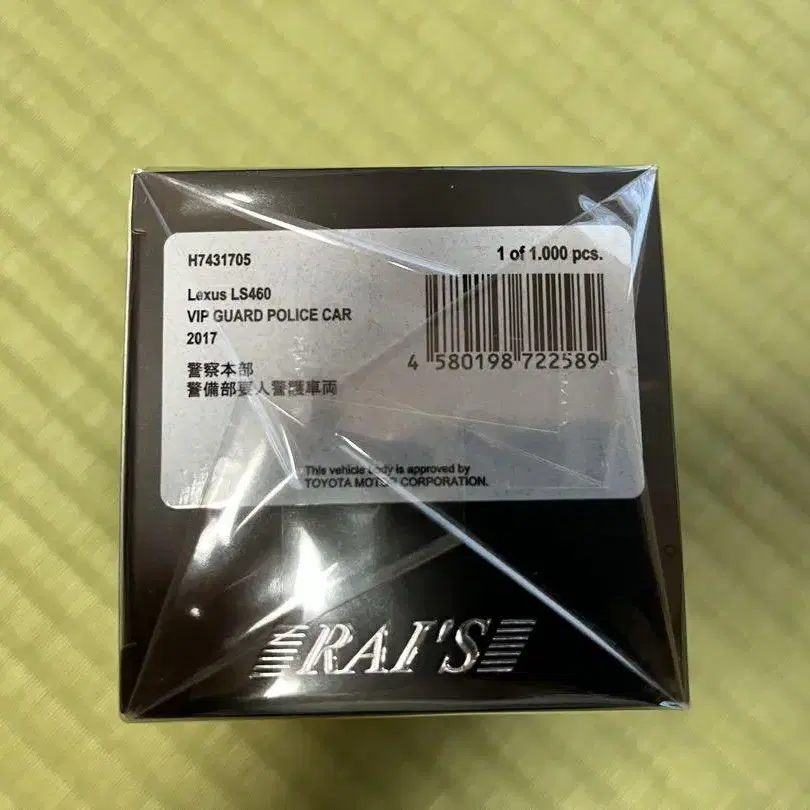 H7431705
1 of 1.000 pcs.
Lexus LS460
VIP GUARD POLICE CAR
2017
4 580198 722589
警察本部
警備部要人警護車両
This vehicle body is approved by
TOYOTA MOTOR CORPORATION.
RAI'S